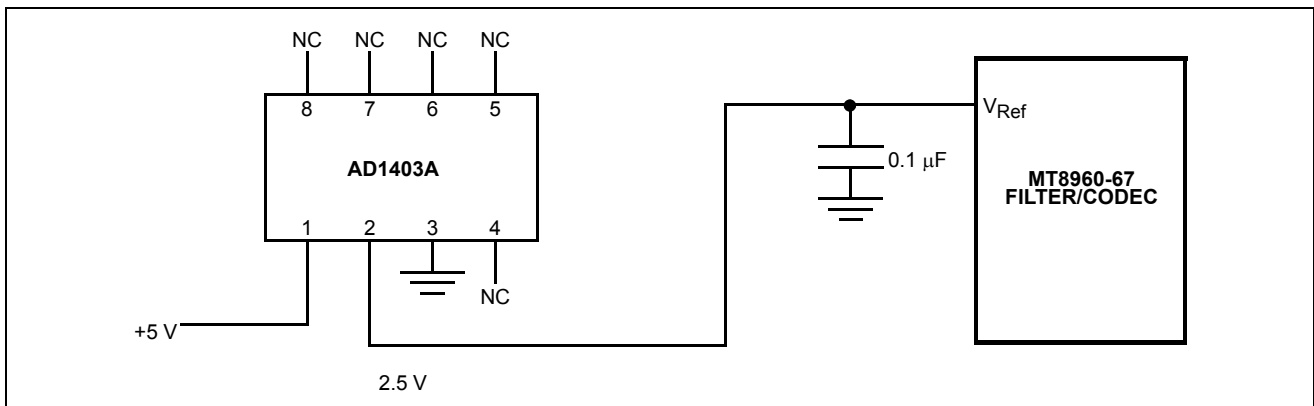 NC NC NC NC
8 7 6 5
AD1403A
1 2 3 4
NC
+5 V
2.5 V
0.1 μF
VRef
MT8960-67
FILTER/CODEC